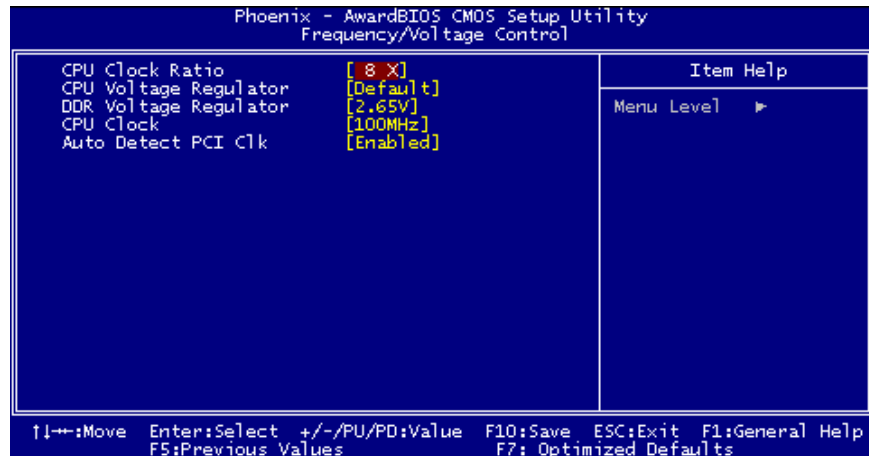 Phoenix - AwardBIOS CMOS Setup Utility
Frequency/Voltage Control
CPU Clock Ratio [ 8 X]
CPU Voltage Regulator [Default]
DDR Voltage Regulator [2.65V]
CPU Clock [100MHz]
Auto Detect PCI Clk [Enabled]
Item Help
Menu Level ►
↑↓→←:Move Enter:Select +/-/PU/PD:Value F10:Save ESC:Exit F1:General Help
F5:Previous Values F7: Optimized Defaults